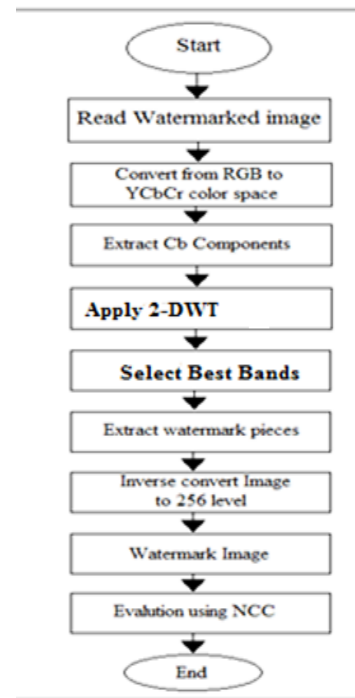 Start
Read Watermarked image
Convert from RGB to
YCbCr color space
Extract Cb Components
Apply 2-DWT
Select Best Bands
Extract watermark pieces
Inverse convert Image
to 256 level
Watermark Image
Evalution using NCC
End